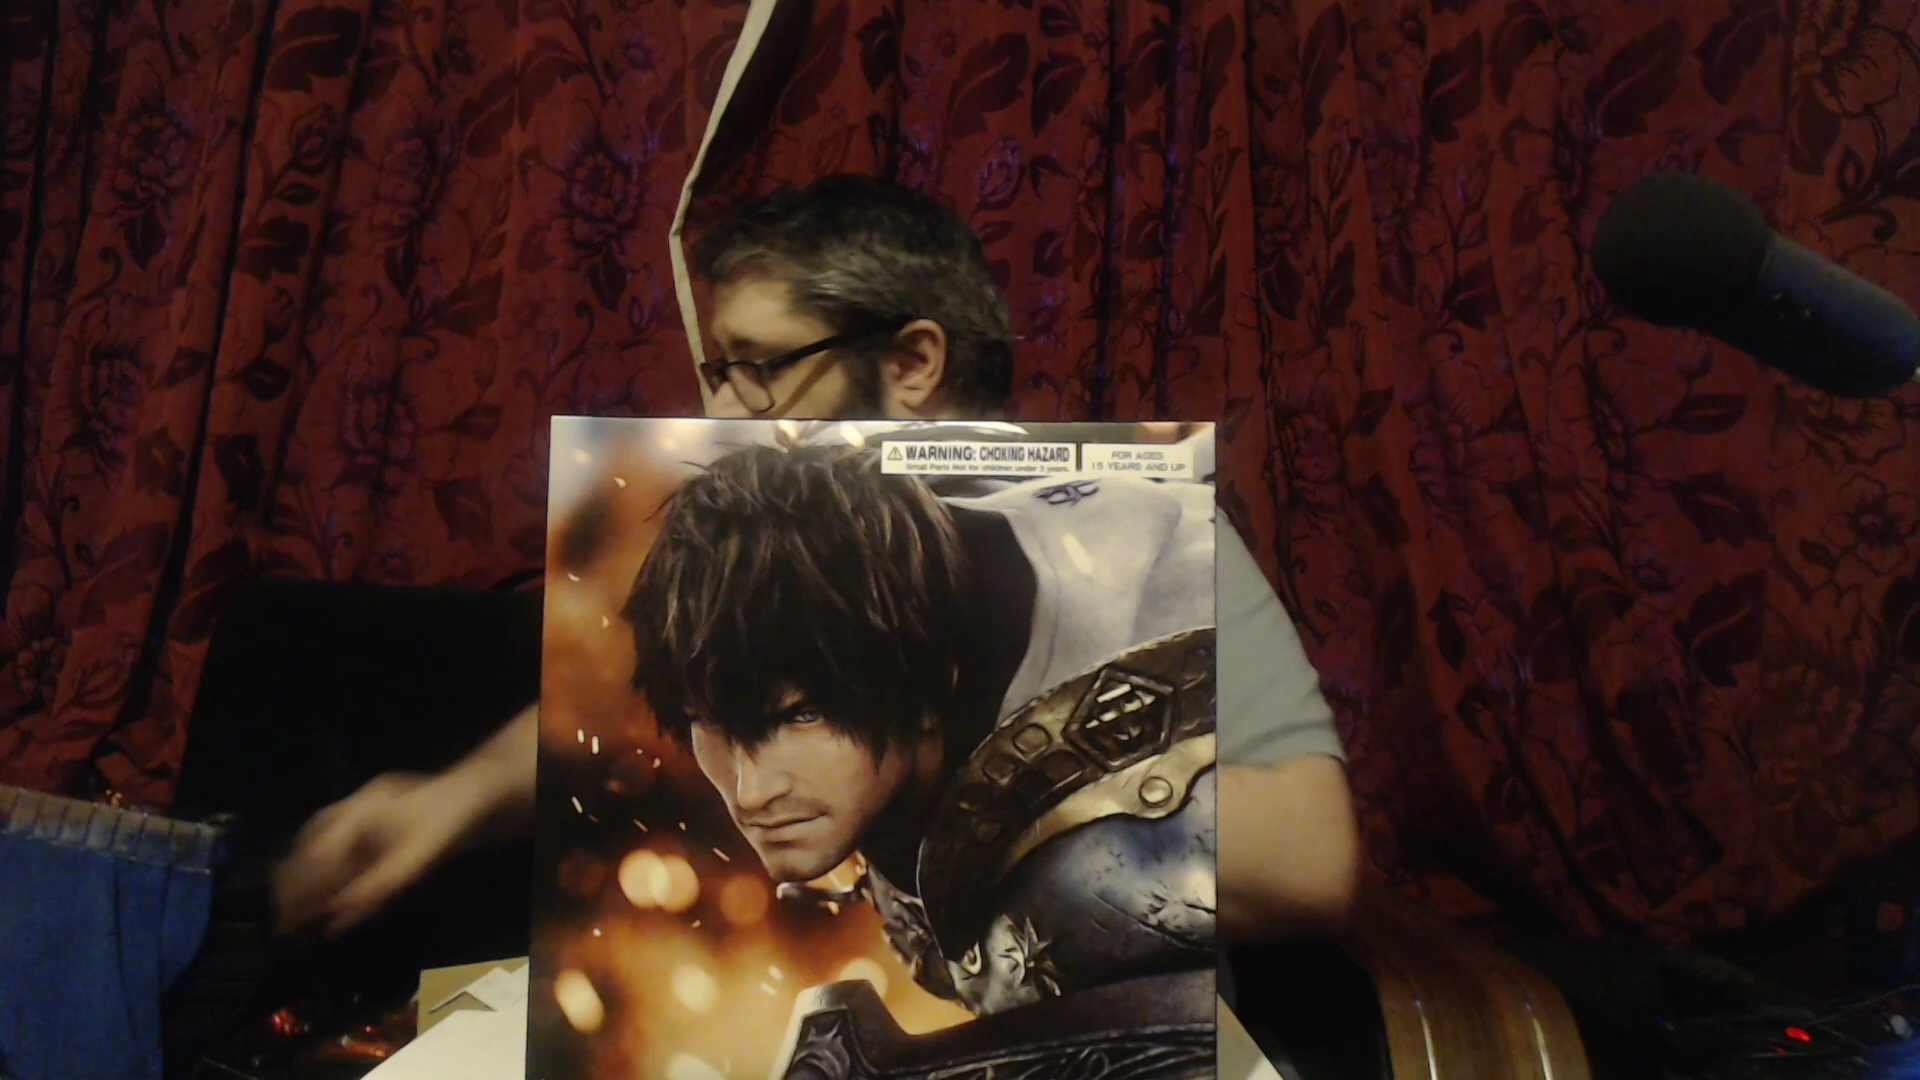 WARNING: CHOKING HAZARD
Small Parts Not for children under 3 years.
FOR AGES
15 YEARS AND UP